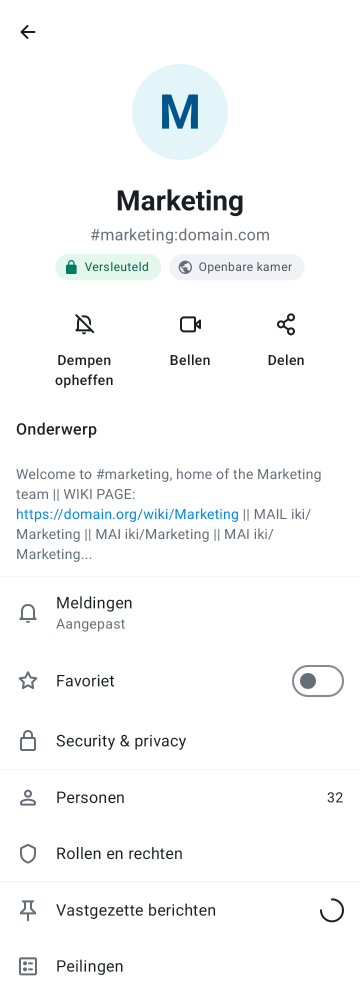 M
Marketing
#marketing:domain.com
Versleuteld
Openbare kamer
Dempen
opheffen
Bellen
Delen
Onderwerp
Welcome to #marketing, home of the Marketing
team || WIKI PAGE:
https://domain.org/wiki/Marketing || MAIL iki/
Marketing || MAI iki/Marketing || MAI iki/
Marketing...
Meldingen
Aangepast
Favoriet
Security & privacy
Personen
32
Rollen en rechten
Vastgezette berichten
Peilingen